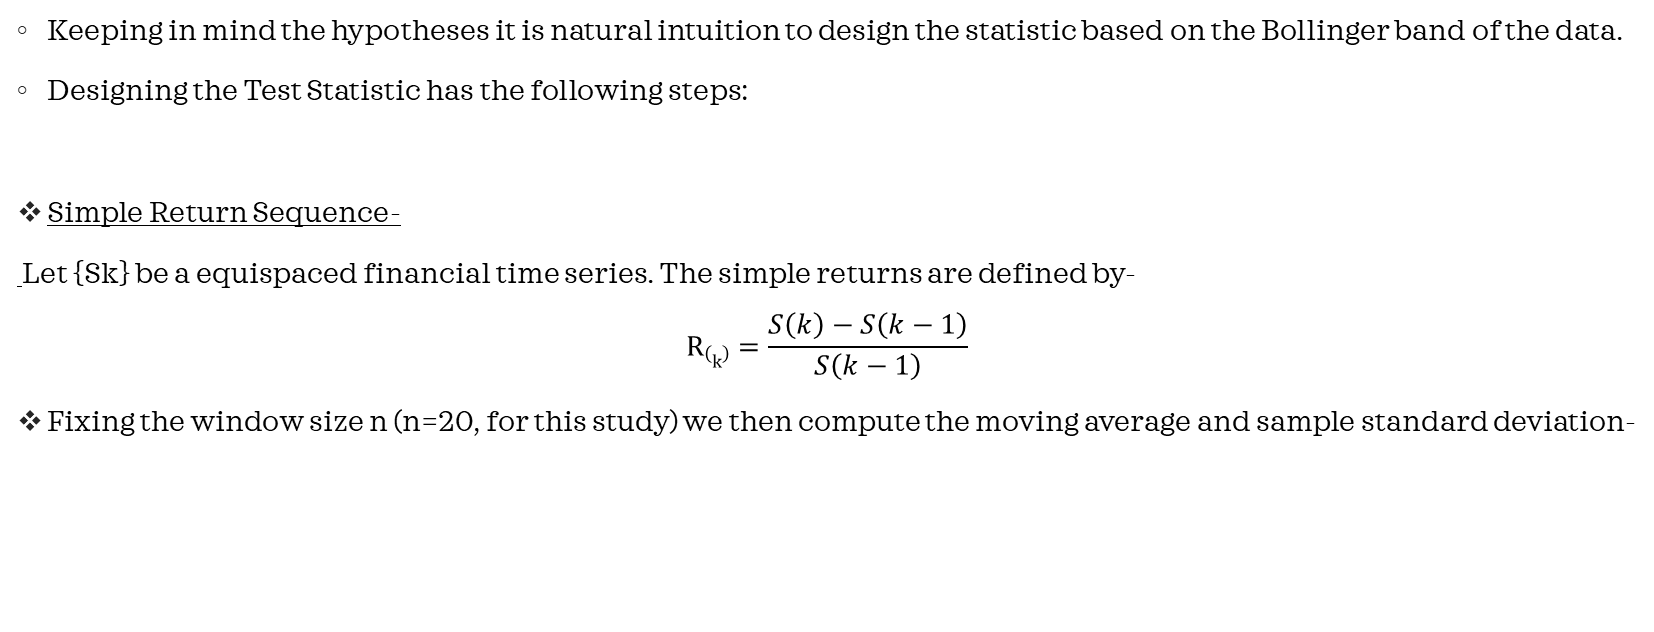 ◦ Keeping in mind the hypotheses it is natural intuition to design the statistic based on the Bollinger band of the data.
◦ Designing the Test Statistic has the following steps:
❖ Simple Return Sequence-
Let {Sk} be a equispaced financial time series. The simple returns are defined by-
R₍ₖ₎ = (S(k) − S(k − 1)) / S(k − 1)
❖ Fixing the window size n (n=20, for this study) we then compute the moving average and sample standard deviation-